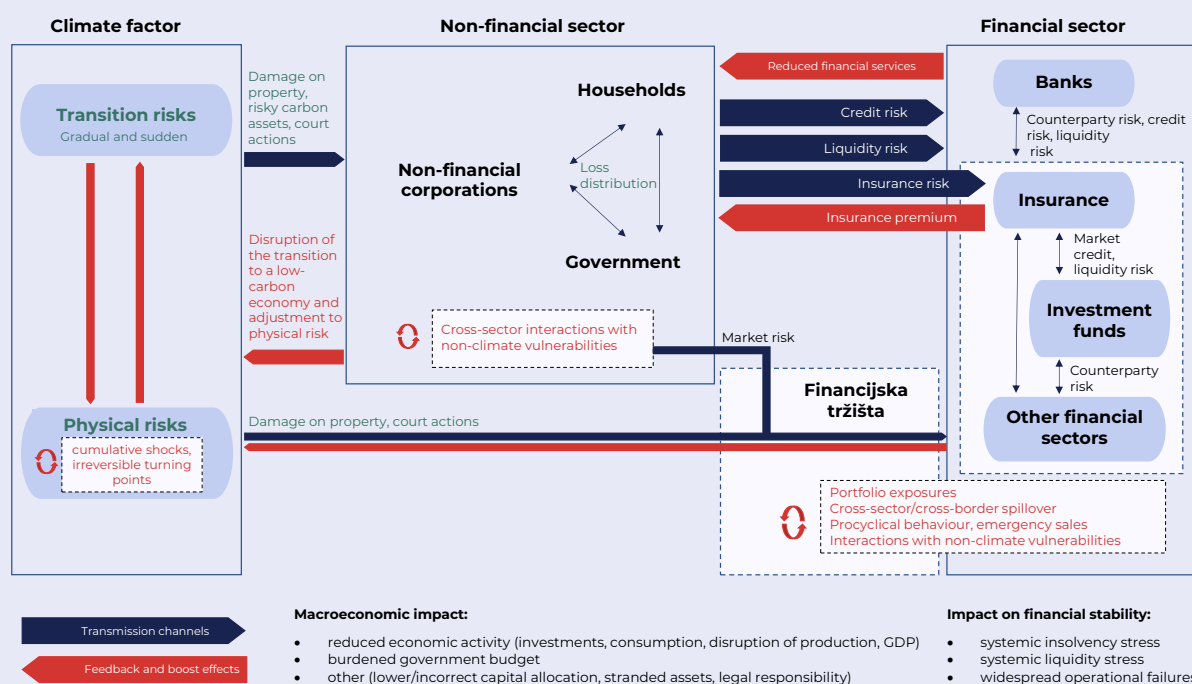 Climate factor
Non-financial sector
Financial sector
Transition risks
Gradual and sudden
Physical risks
cumulative shocks,
irreversible turning
points
Damage on
property,
risky carbon
assets, court
actions
Disruption of
the transition
to a low-
carbon
economy and
adjustment to
physical risk
Households
Non-financial
corporations
Loss
distribution
Government
Cross-sector interactions with
non-climate vulnerabilities
Reduced financial services
Credit risk
Liquidity risk
Insurance risk
Insurance premium
Market risk
Financijska
tržišta
Damage on property, court actions
Banks
Counterparty risk, credit
risk, liquidity
risk
Insurance
Market
credit,
liquidity risk
Investment
funds
Counterparty
risk
Other financial
sectors
Portfolio exposures
Cross-sector/cross-border spillover
Procyclical behaviour, emergency sales
Interactions with non-climate vulnerabilities
Transmission channels
Feedback and boost effects
Macroeconomic impact:
• reduced economic activity (investments, consumption, disruption of production, GDP)
• burdened government budget
• other (lower/incorrect capital allocation, stranded assets, legal responsibility)
Impact on financial stability:
• systemic insolvency stress
• systemic liquidity stress
• widespread operational failures